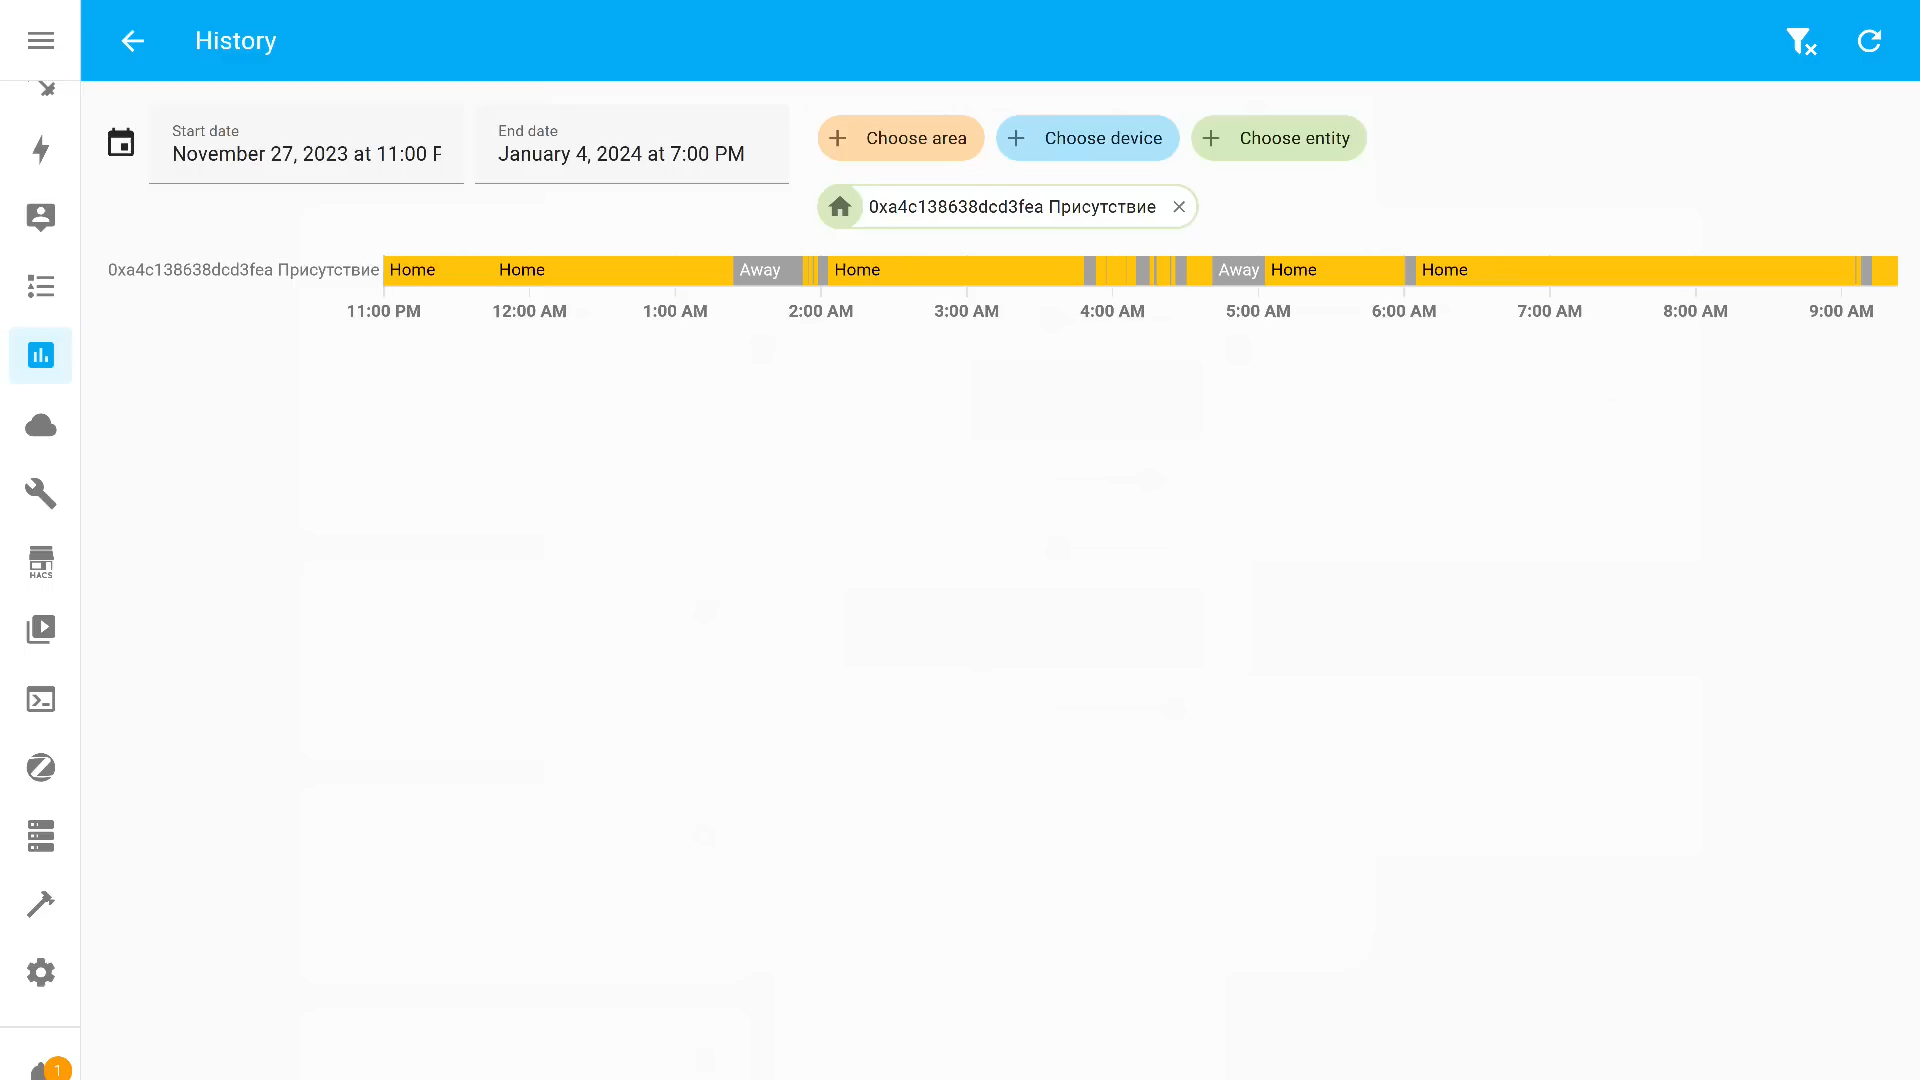 History
Start date
November 27, 2023 at 11:00 P
End date
January 4, 2024 at 7:00 PM
Choose area
Choose device
Choose entity
0xa4c138638dcd3fea Присутствие
0xa4c138638dcd3fea Присутствие
Home Home Away Home Away Home Home
11:00 PM 12:00 AM 1:00 AM 2:00 AM 3:00 AM 4:00 AM 5:00 AM 6:00 AM 7:00 AM 8:00 AM 9:00 AM
HACS
1